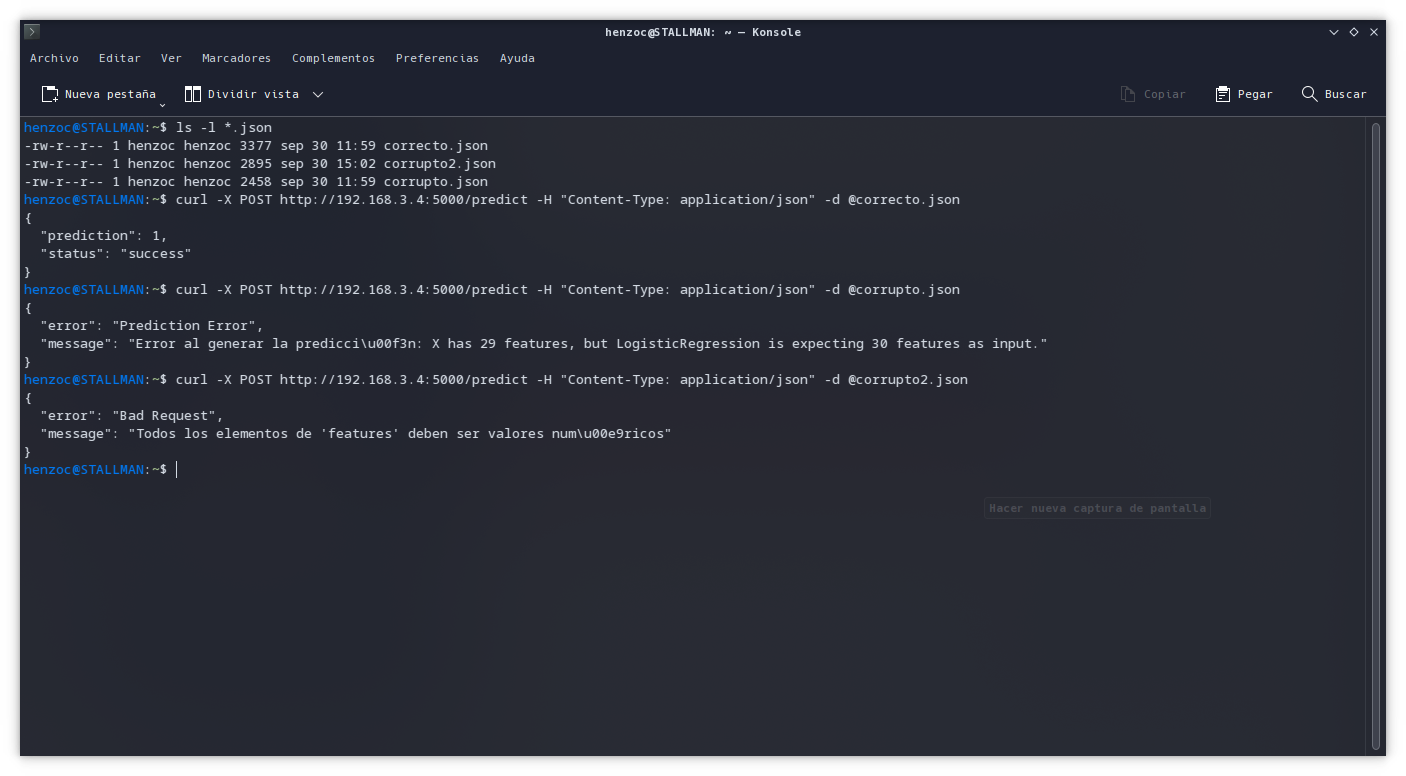 henzoc@STALLMAN: ~ — Konsole
Archivo Editar Ver Marcadores Complementos Preferencias Ayuda
Nueva pestaña Dividir vista Copiar Pegar Buscar
henzoc@STALLMAN:~$ ls -l *.json
-rw-r--r-- 1 henzoc henzoc 3377 sep 30 11:59 correcto.json
-rw-r--r-- 1 henzoc henzoc 2895 sep 30 15:02 corrupto2.json
-rw-r--r-- 1 henzoc henzoc 2458 sep 30 11:59 corrupto.json
henzoc@STALLMAN:~$ curl -X POST http://192.168.3.4:5000/predict -H "Content-Type: application/json" -d @correcto.json
{
  "prediction": 1,
  "status": "success"
}
henzoc@STALLMAN:~$ curl -X POST http://192.168.3.4:5000/predict -H "Content-Type: application/json" -d @corrupto.json
{
  "error": "Prediction Error",
  "message": "Error al generar la predicci\u00f3n: X has 29 features, but LogisticRegression is expecting 30 features as input."
}
henzoc@STALLMAN:~$ curl -X POST http://192.168.3.4:5000/predict -H "Content-Type: application/json" -d @corrupto2.json
{
  "error": "Bad Request",
  "message": "Todos los elementos de 'features' deben ser valores num\u00e9ricos"
}
henzoc@STALLMAN:~$
Hacer nueva captura de pantalla